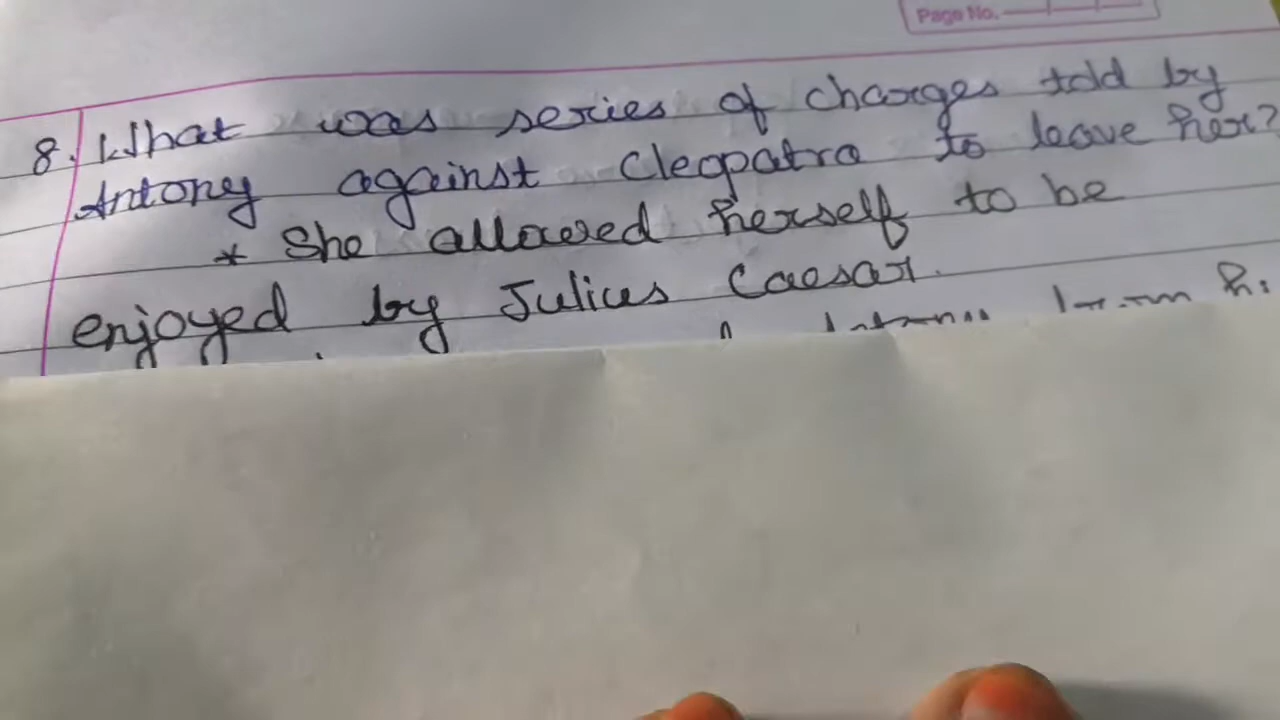 Page No.
8. What was series of charges told by
Antony against Cleopatra to leave her?
* She allowed herself to be
enjoyed by Julius Caesar.